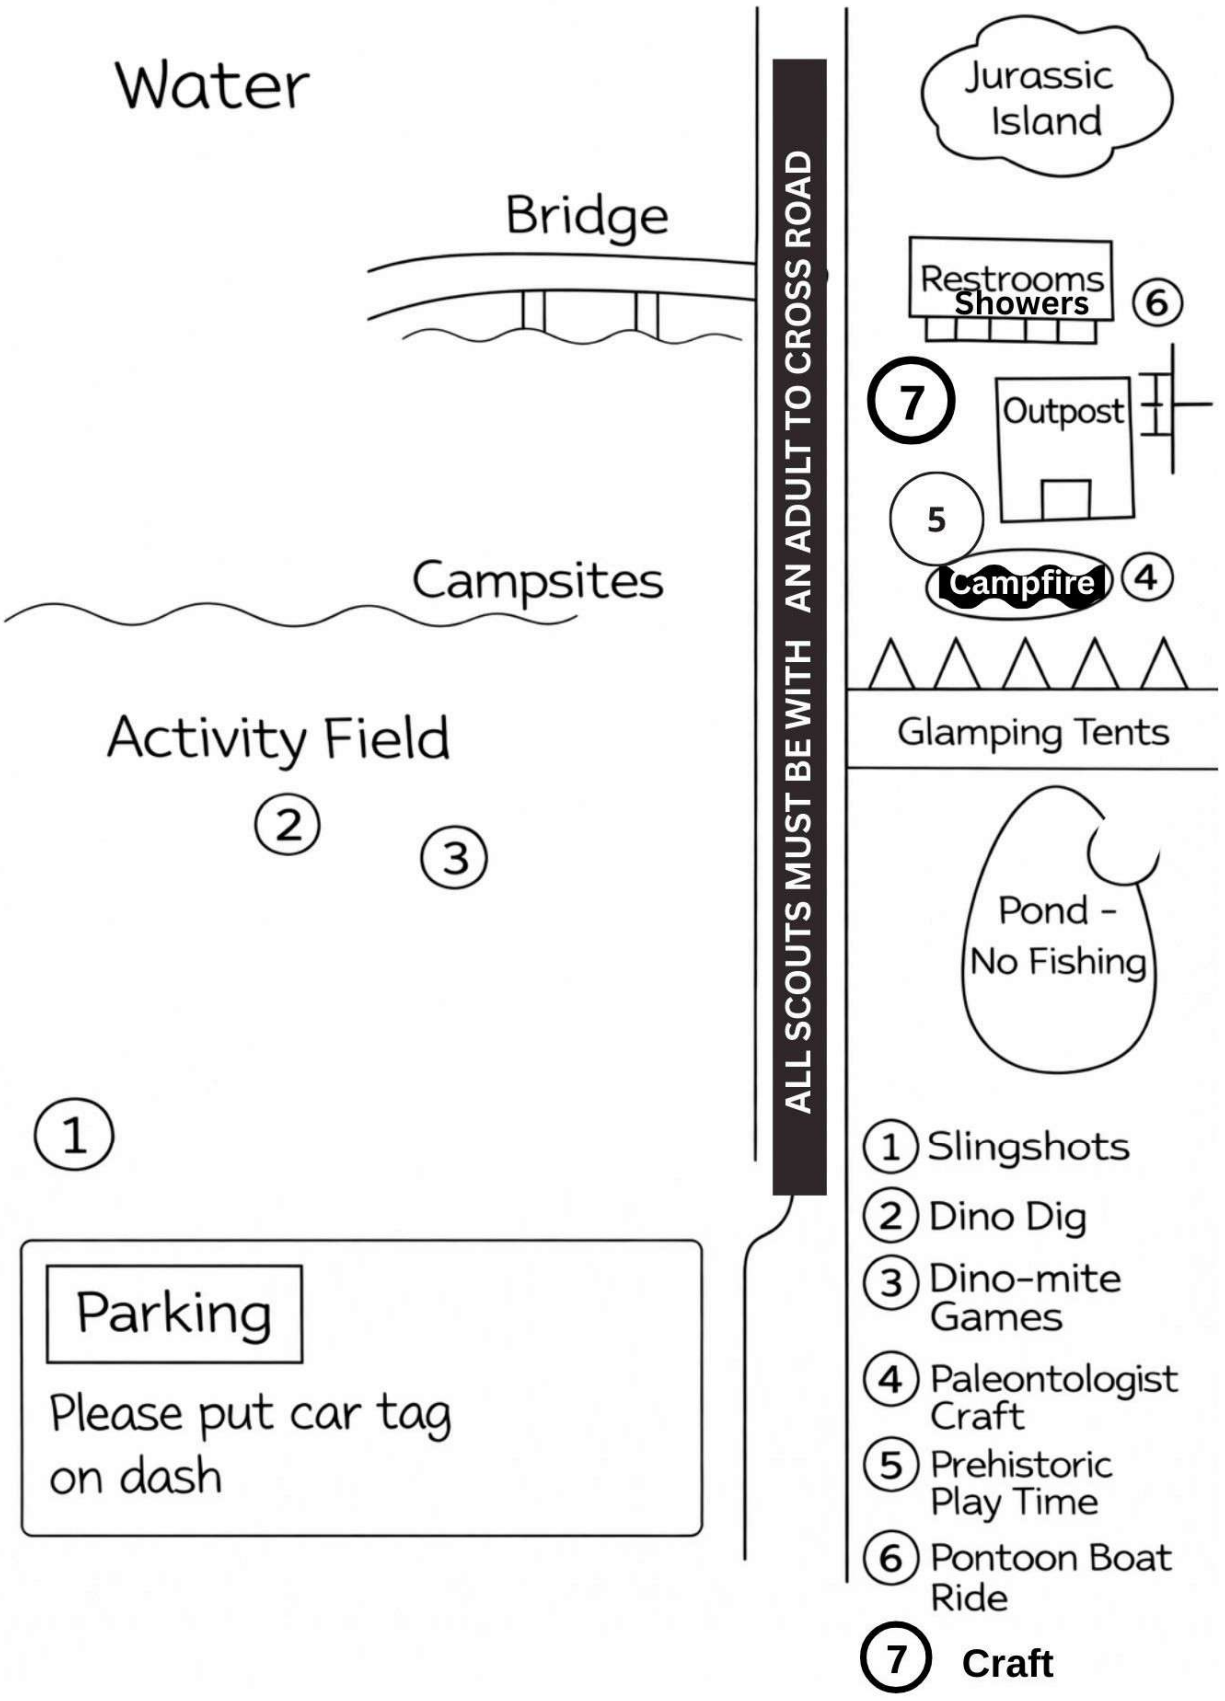 Water
Bridge
Campsites
Activity Field
2
3
1
Parking
Please put car tag
on dash
ALL SCOUTS MUST BE WITH AN ADULT TO CROSS ROAD
Jurassic
Island
Restrooms
Showers
6
7
Outpost
5
Campfire
4
Glamping Tents
Pond -
No Fishing
1 Slingshots
2 Dino Dig
3 Dino-mite
Games
4 Paleontologist
Craft
5 Prehistoric
Play Time
6 Pontoon Boat
Ride
7 Craft